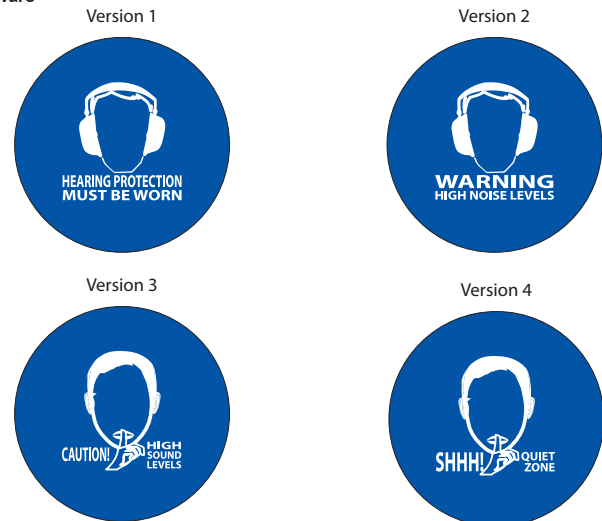 Version 1
HEARING PROTECTION
MUST BE WORN
Version 2
WARNING
HIGH NOISE LEVELS
Version 3
CAUTION!
HIGH
SOUND
LEVELS
Version 4
SHHH!
QUIET
ZONE